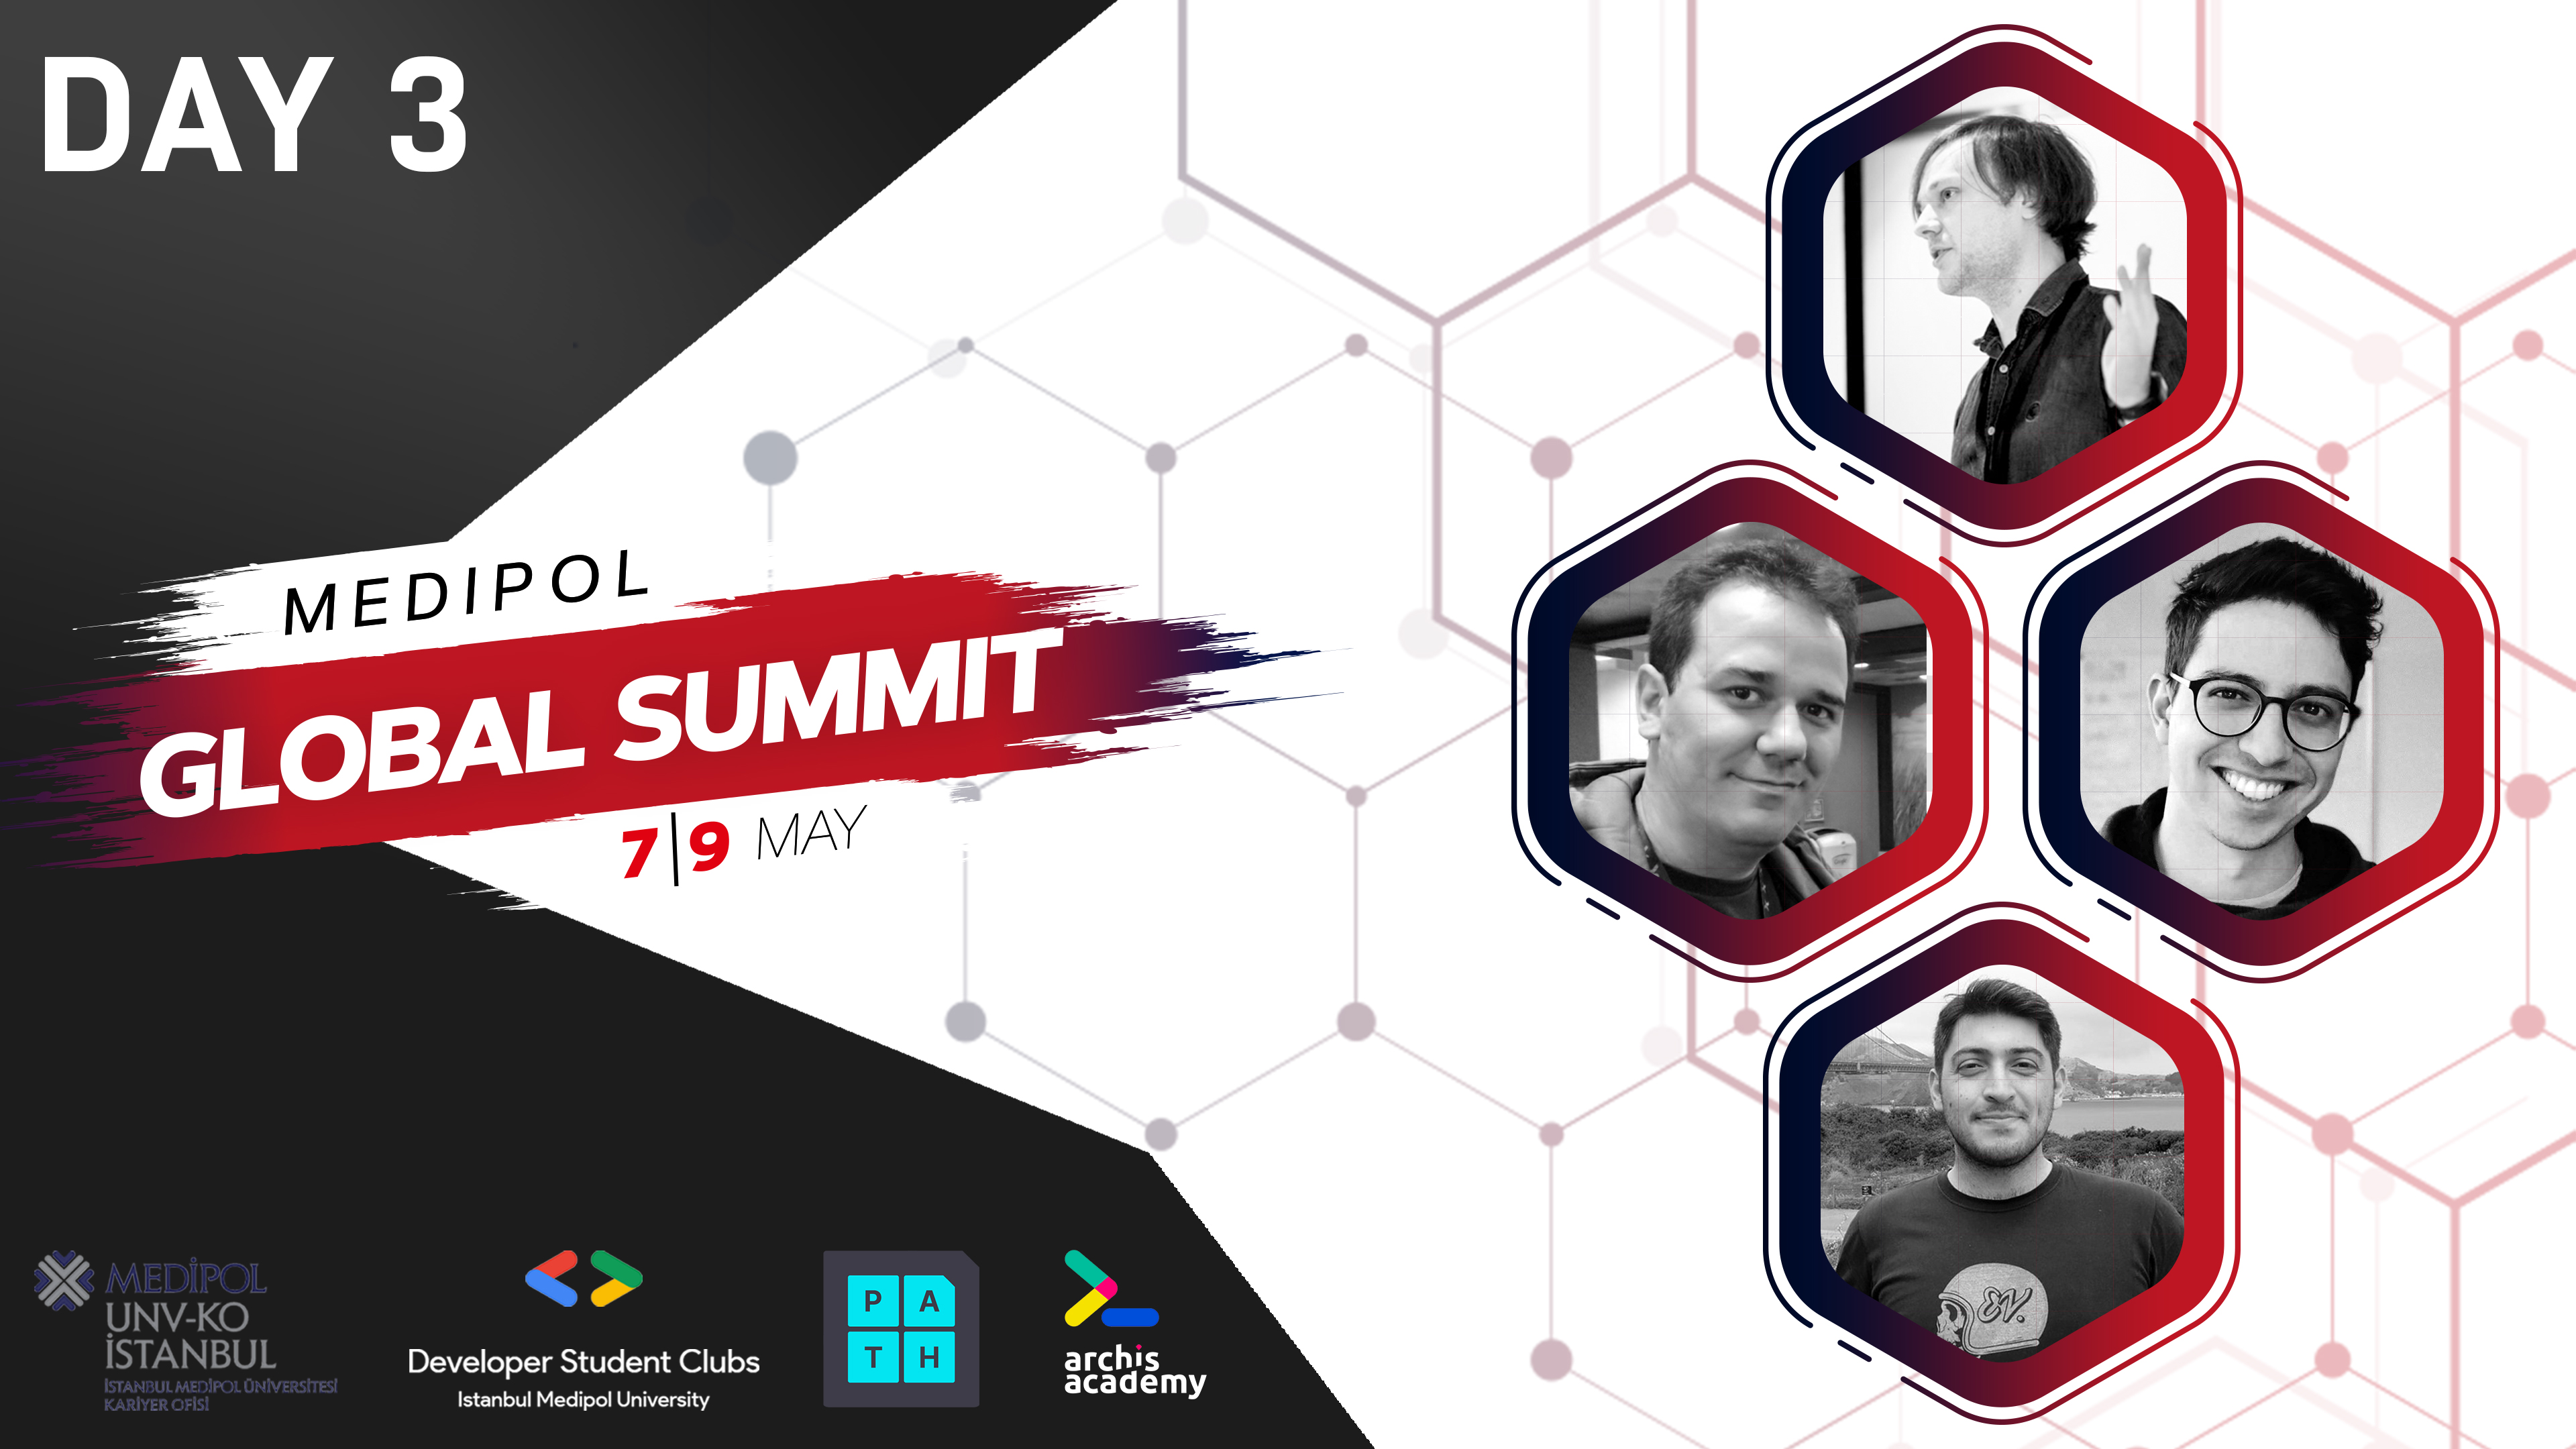 DAY 3
MEDIPOL
GLOBAL SUMMIT
7|9 MAY
MEDİPOL
UNV-KO
İSTANBUL
İSTANBUL MEDİPOL ÜNİVERSİTESİ
KARİYER OFİSİ
Developer Student Clubs
Istanbul Medipol University
P A
T H
archis
academy
EV.